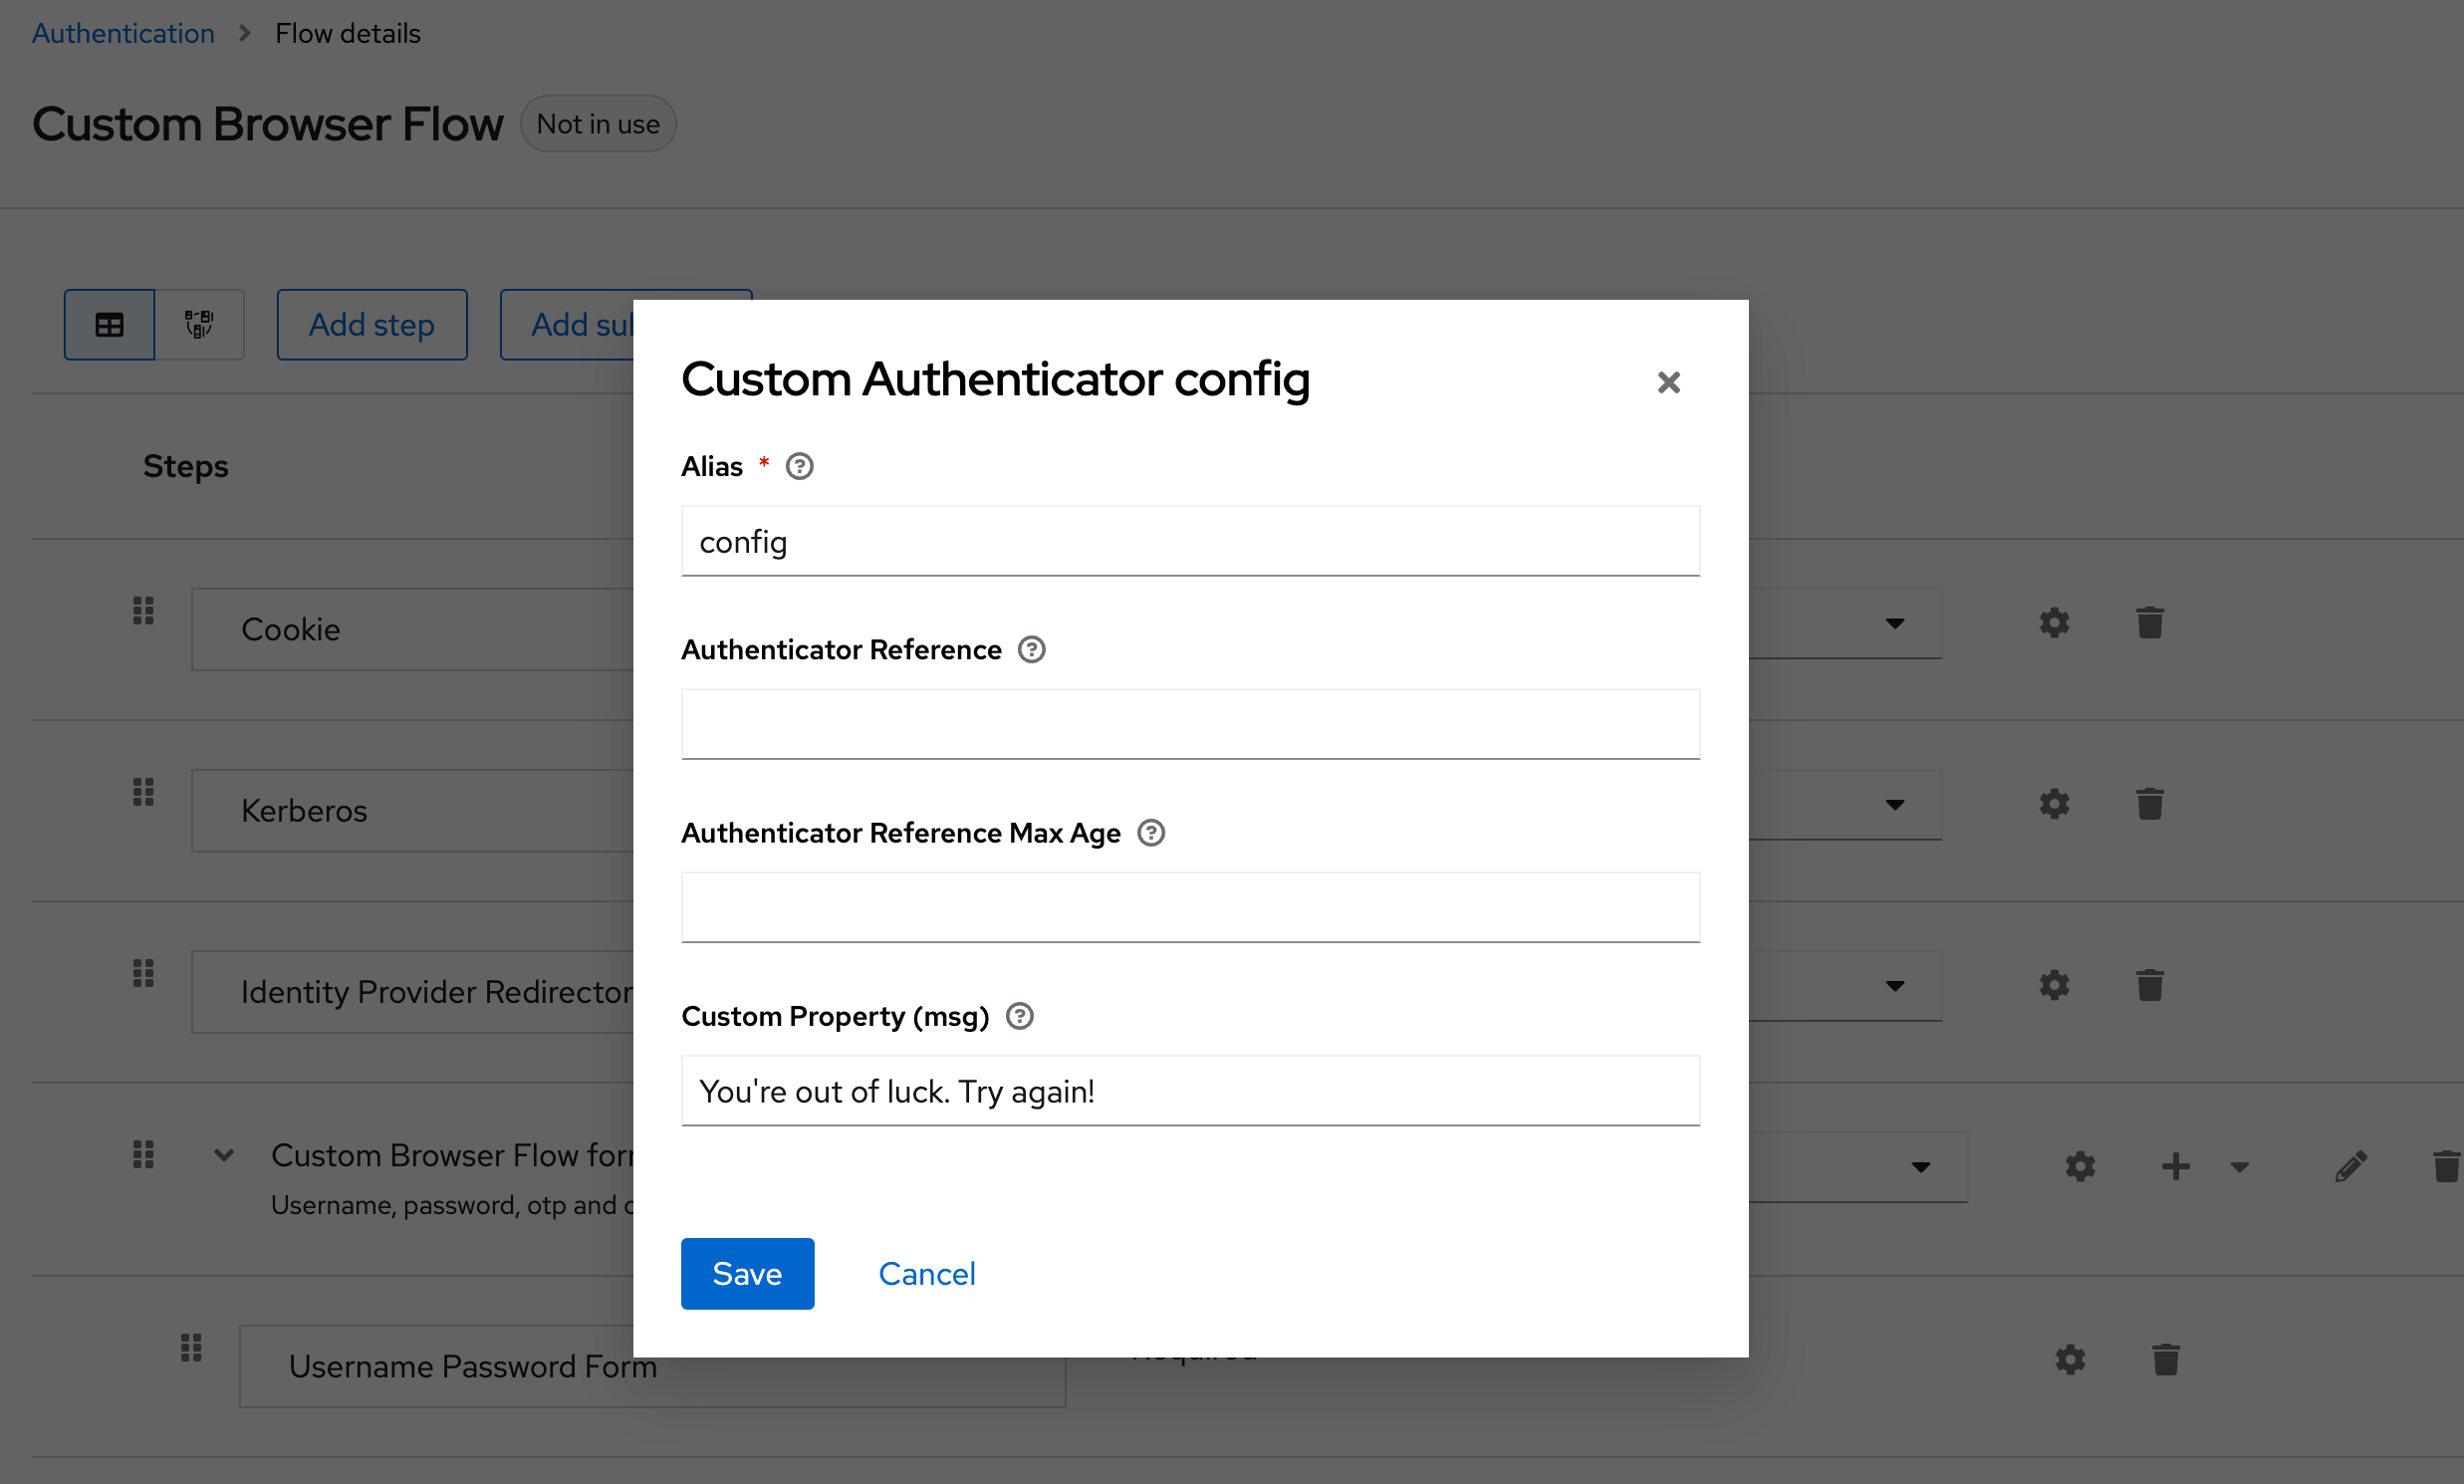 Authentication > Flow details
Custom Browser Flow Not in use
Add step Add su
Custom Authenticator config
Alias *
config
Authenticator Reference
Authenticator Reference Max Age
Custom Property (msg)
You're out of luck. Try again!
Save Cancel
Steps
Cookie
Kerberos
Identity Provider Redirector
Custom Browser Flow for
Username, password, otp and
Username Password Form